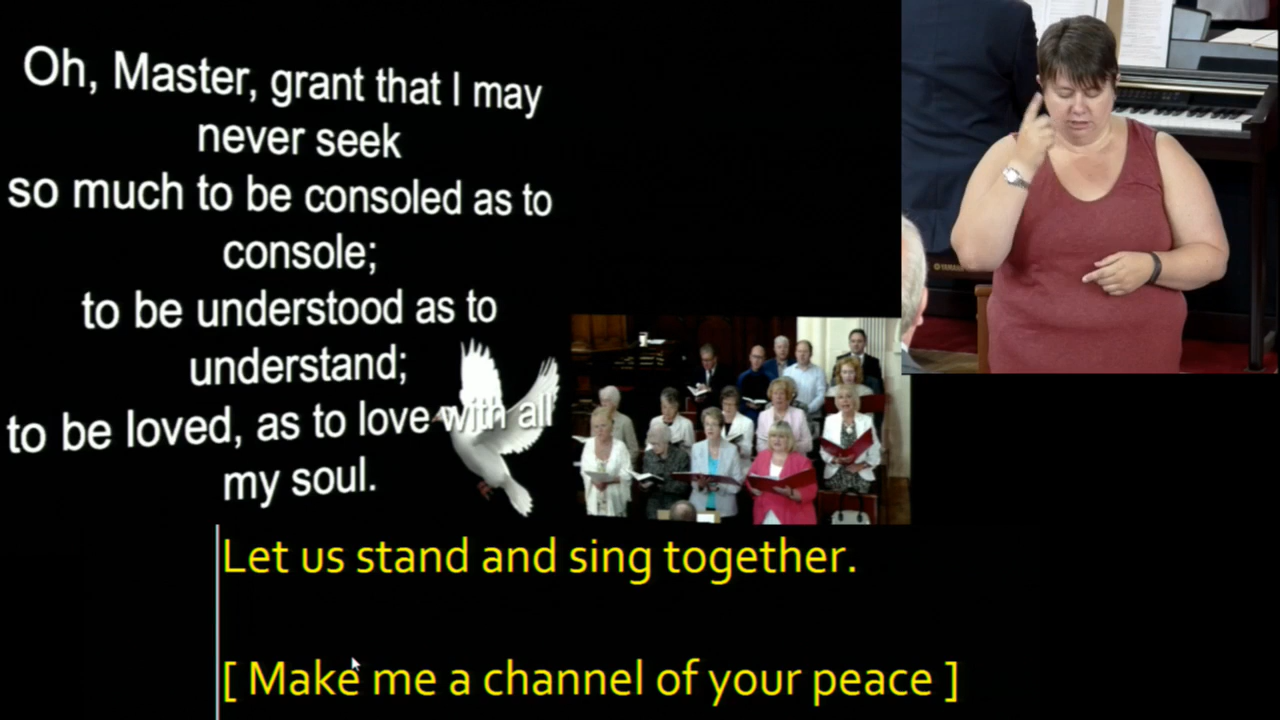 Oh, Master, grant that I may
never seek
so much to be consoled as to
console;
to be understood as to
understand;
to be loved, as to love with all
my soul.
YAMAHA
Let us stand and sing together.
[ Make me a channel of your peace ]